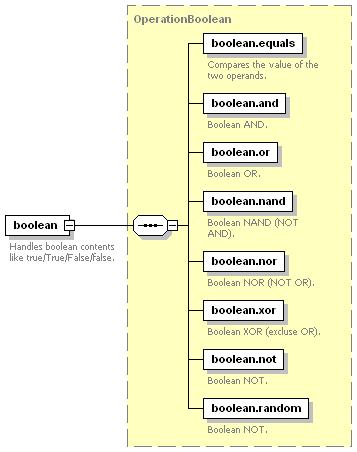 OperationBoolean
boolean.equals
Compares the value of the
two operands.
boolean.and
Boolean AND.
boolean.or
Boolean OR.
boolean.nand
Boolean NAND (NOT
AND).
boolean
Handles boolean contents
like true/True/False/false.
boolean.nor
Boolean NOR (NOT OR).
boolean.xor
Boolean XOR (excluse OR).
boolean.not
Boolean NOT.
boolean.random
Boolean NOT.